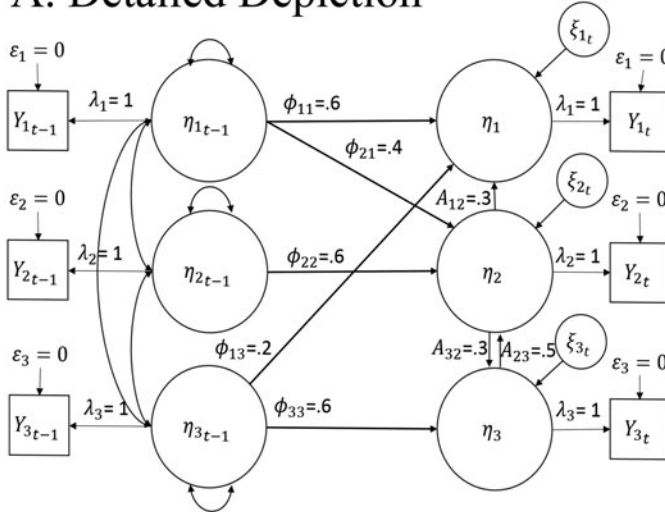 A. Detailed Depiction
ξ₁ₜ
ε₁ = 0
ε₁ = 0
λ₁= 1
ϕ₁₁=.6
λ₁= 1
Y₁ₜ₋₁
η₁ₜ₋₁
η₁
Y₁ₜ
ϕ₂₁=.4
ξ₂ₜ
A₁₂=.3
ε₂ = 0
ε₂ = 0
λ₂= 1
ϕ₂₂=.6
λ₂= 1
Y₂ₜ₋₁
η₂ₜ₋₁
η₂
Y₂ₜ
ϕ₁₃=.2
A₃₂=.3
A₂₃=.5
ξ₃ₜ
ε₃ = 0
ε₃ = 0
λ₃= 1
ϕ₃₃=.6
λ₃= 1
Y₃ₜ₋₁
η₃ₜ₋₁
η₃
Y₃ₜ